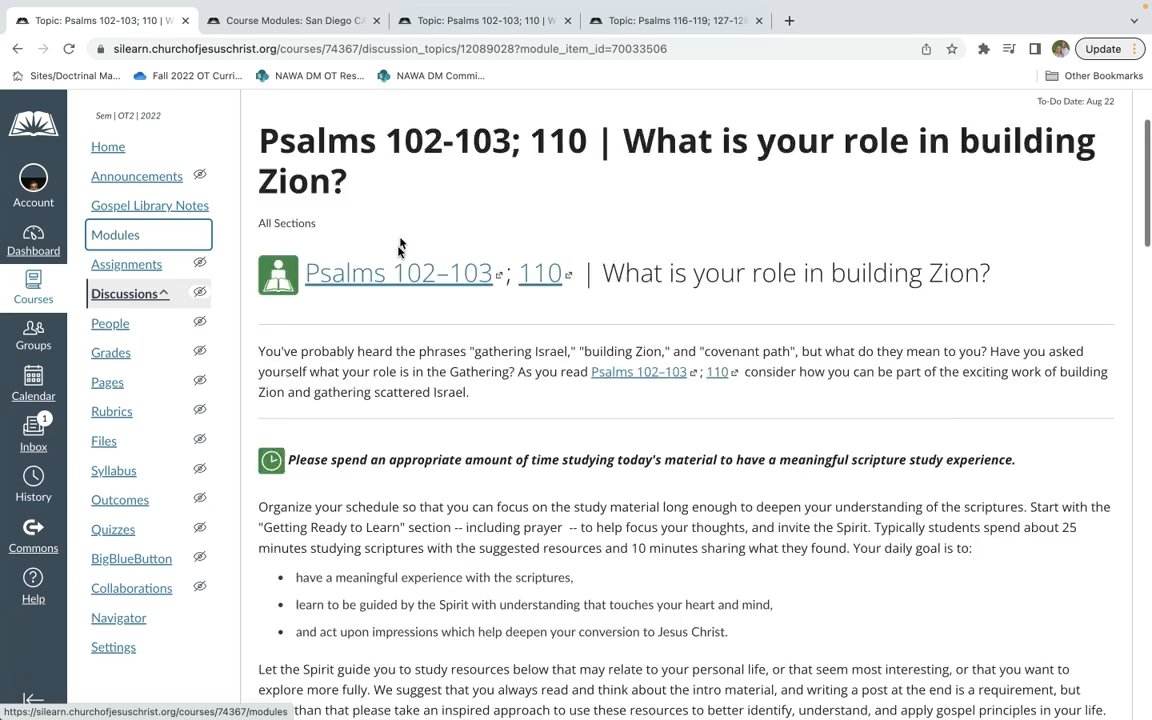 Topic: Psalms 102-103; 110 | W
Course Modules: San Diego CA
Topic: Psalms 102-103; 110 | W
Topic: Psalms 116-119; 127-128
silearn.churchofjesuschrist.org/courses/74367/discussion_topics/12089028?module_item_id=70033506
Update
Sites/Doctrinal Ma...
Fall 2022 OT Curri...
NAWA DM OT Res...
NAWA DM Commi...
Other Bookmarks
Account
Dashboard
Courses
Groups
Calendar
1
Inbox
History
Commons
Help
Sem | OT2 | 2022
Home
Announcements
Gospel Library Notes
Modules
Assignments
Discussions
People
Grades
Pages
Rubrics
Files
Syllabus
Outcomes
Quizzes
BigBlueButton
Collaborations
Navigator
Settings
To-Do Date: Aug 22
Psalms 102-103; 110 | What is your role in building
Zion?
All Sections
Psalms 102–103 ; 110 | What is your role in building Zion?
You've probably heard the phrases "gathering Israel," "building Zion," and "covenant path", but what do they mean to you? Have you asked
yourself what your role is in the Gathering? As you read Psalms 102–103 ; 110 consider how you can be part of the exciting work of building
Zion and gathering scattered Israel.
Please spend an appropriate amount of time studying today's material to have a meaningful scripture study experience.
Organize your schedule so that you can focus on the study material long enough to deepen your understanding of the scriptures. Start with the
"Getting Ready to Learn" section -- including prayer -- to help focus your thoughts, and invite the Spirit. Typically students spend about 25
minutes studying scriptures with the suggested resources and 10 minutes sharing what they found. Your daily goal is to:
• have a meaningful experience with the scriptures,
• learn to be guided by the Spirit with understanding that touches your heart and mind,
• and act upon impressions which help deepen your conversion to Jesus Christ.
Let the Spirit guide you to study resources below that may relate to your personal life, or that seem most interesting, or that you want to
explore more fully. We suggest that you always read and think about the intro material, and writing a post at the end is a requirement, but
than that please take an inspired approach to use these resources to better identify, understand, and apply gospel principles in your life.
https://silearn.churchofjesuschrist.org/courses/74367/modules